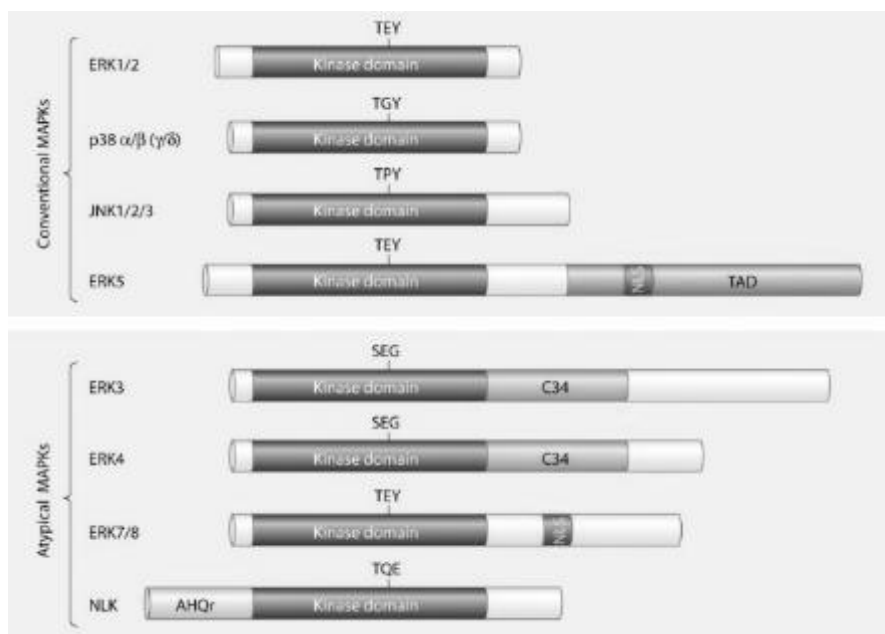 Conventional MAPKs
TEY
ERK1/2
Kinase domain
TGY
p38 α/β (γ/δ)
Kinase domain
TPY
JNK1/2/3
Kinase domain
TEY
ERK5
Kinase domain
NLS
TAD
Atypical MAPKs
SEG
ERK3
Kinase domain
C34
SEG
ERK4
Kinase domain
C34
TEY
ERK7/8
Kinase domain
NLS
TQE
NLK
AHQr
Kinase domain